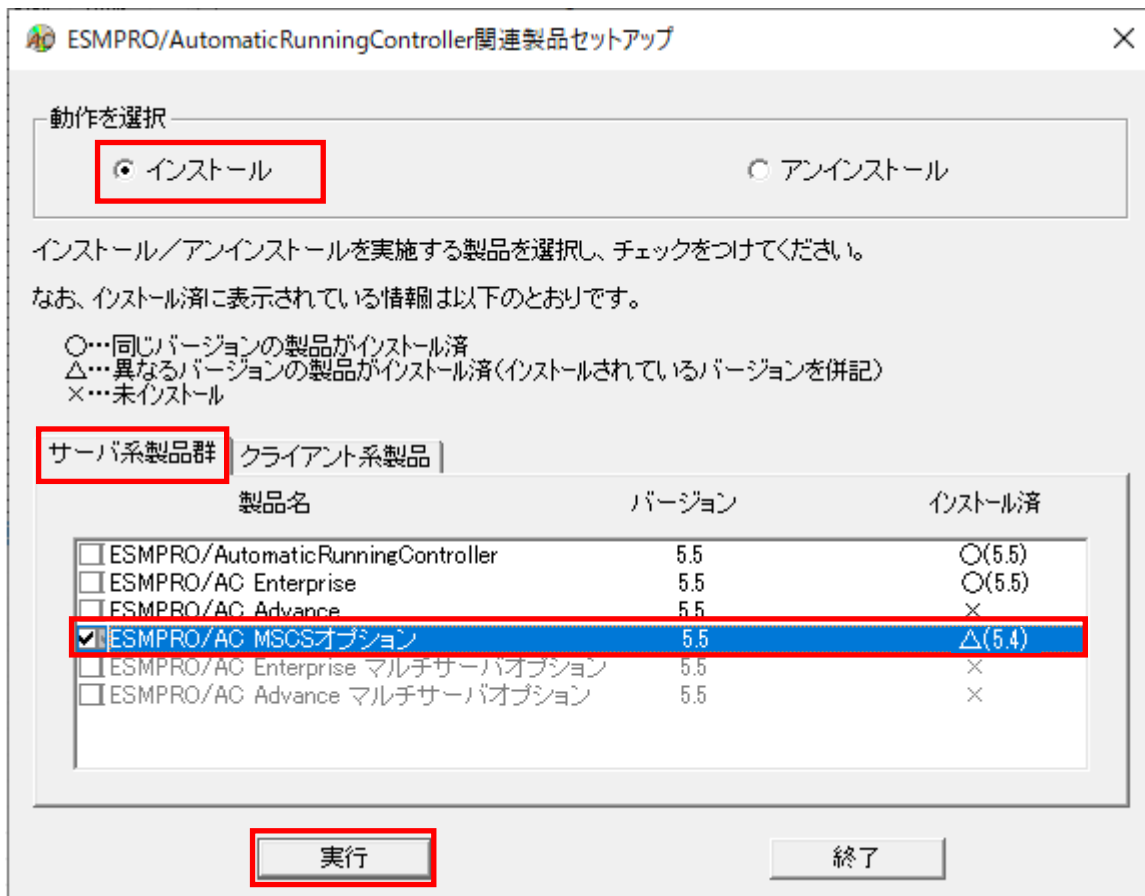 ESMPRO/AutomaticRunningController関連製品セットアップ
動作を選択
インストール アンインストール
インストール／アンインストールを実施する製品を選択し、チェックをつけてください。
なお、インストール済に表示されている情報は以下のとおりです。
○…同じバージョンの製品がインストール済
△…異なるバージョンの製品がインストール済(インストールされているバージョンを併記)
×…未インストール
サーバ系製品群 クライアント系製品
製品名 バージョン インストール済
ESMPRO/AutomaticRunningController 5.5 ○(5.5)
ESMPRO/AC Enterprise 5.5 ○(5.5)
ESMPRO/AC Advance 5.5 ×
ESMPRO/AC MSCSオプション 5.5 △(5.4)
ESMPRO/AC Enterprise マルチサーバオプション 5.5 ×
ESMPRO/AC Advance マルチサーバオプション 5.5 ×
実行 終了